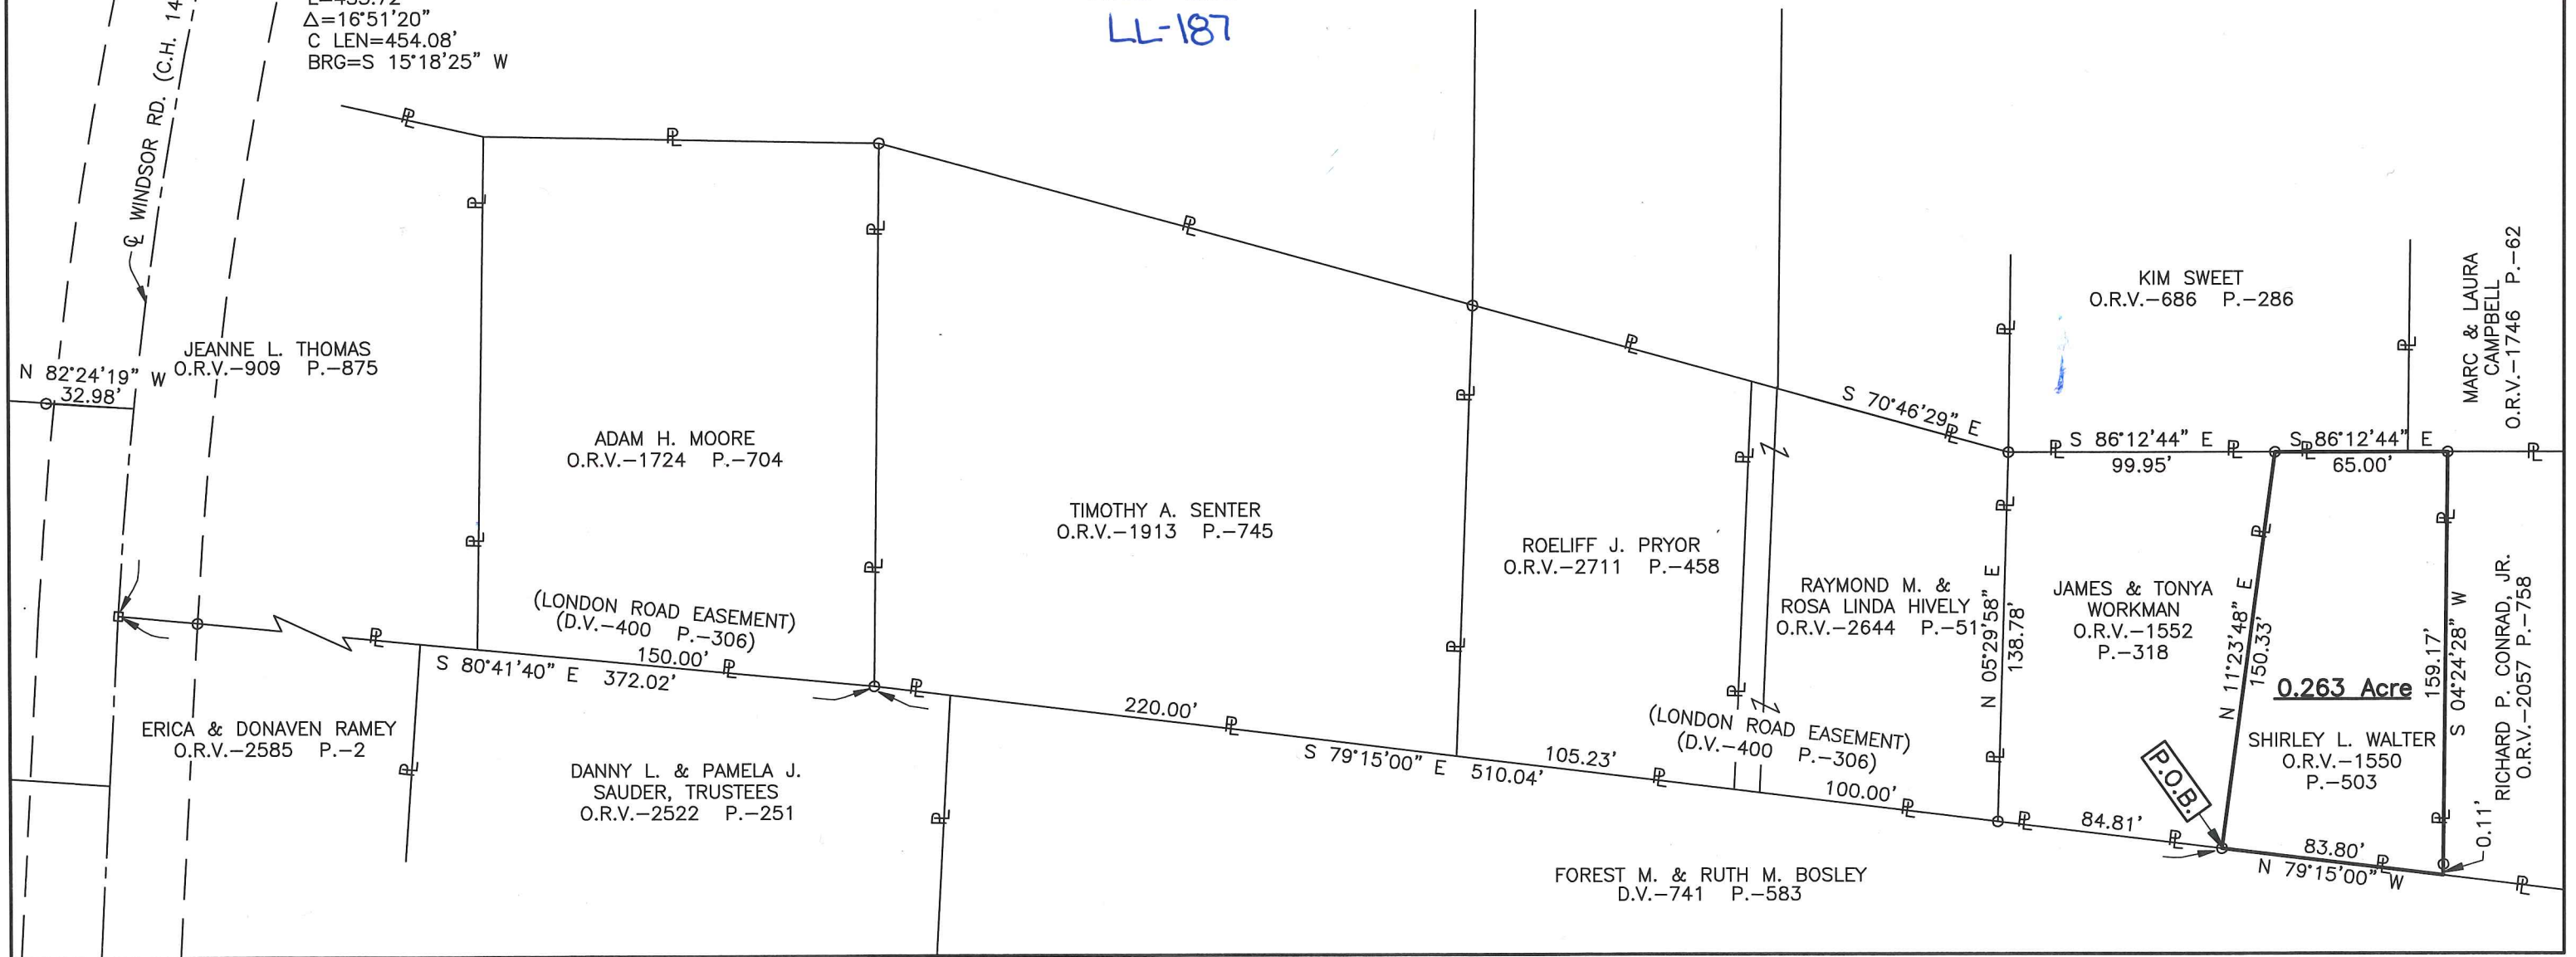 Δ=16°51'20"
C LEN=454.08'
BRG=S 15°18'25" W
LL-187
℄ WINDSOR RD. (C.H. 14
JEANNE L. THOMAS
O.R.V.-909 P.-875
N 82°24'19" W
32.98'
ADAM H. MOORE
O.R.V.-1724 P.-704
TIMOTHY A. SENTER
O.R.V.-1913 P.-745
ROELIFF J. PRYOR
O.R.V.-2711 P.-458
RAYMOND M. &
ROSA LINDA HIVELY
O.R.V.-2644 P.-51
S 70°46'29" E
KIM SWEET
O.R.V.-686 P.-286
MARC & LAURA
CAMPBELL
O.R.V.-1746 P.-62
S 86°12'44" E
99.95'
S 86°12'44" E
65.00'
N 05°29'58" E
138.78'
JAMES & TONYA
WORKMAN
O.R.V.-1552
P.-318
N 11°23'48" E
150.33'
0.263 Acre
SHIRLEY L. WALTER
O.R.V.-1550
P.-503
159.17'
S 04°24'28" W
RICHARD P. CONRAD, JR.
O.R.V.-2057 P.-758
0.11'
P.O.B.
(LONDON ROAD EASEMENT)
(D.V.-400 P.-306)
150.00'
S 80°41'40" E 372.02'
220.00'
S 79°15'00" E 510.04'
105.23'
(LONDON ROAD EASEMENT)
(D.V.-400 P.-306)
100.00'
84.81'
83.80'
N 79°15'00" W
ERICA & DONAVEN RAMEY
O.R.V.-2585 P.-2
DANNY L. & PAMELA J.
SAUDER, TRUSTEES
O.R.V.-2522 P.-251
FOREST M. & RUTH M. BOSLEY
D.V.-741 P.-583